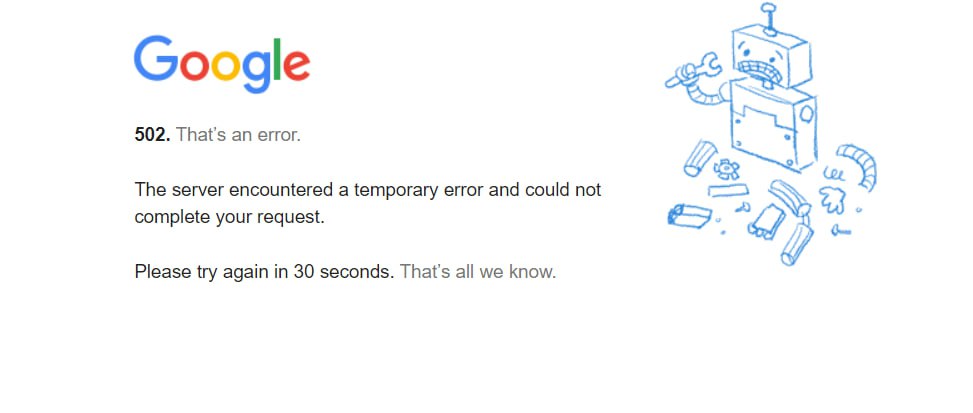 Google
502. That's an error.
The server encountered a temporary error and could not
complete your request.
Please try again in 30 seconds. That's all we know.